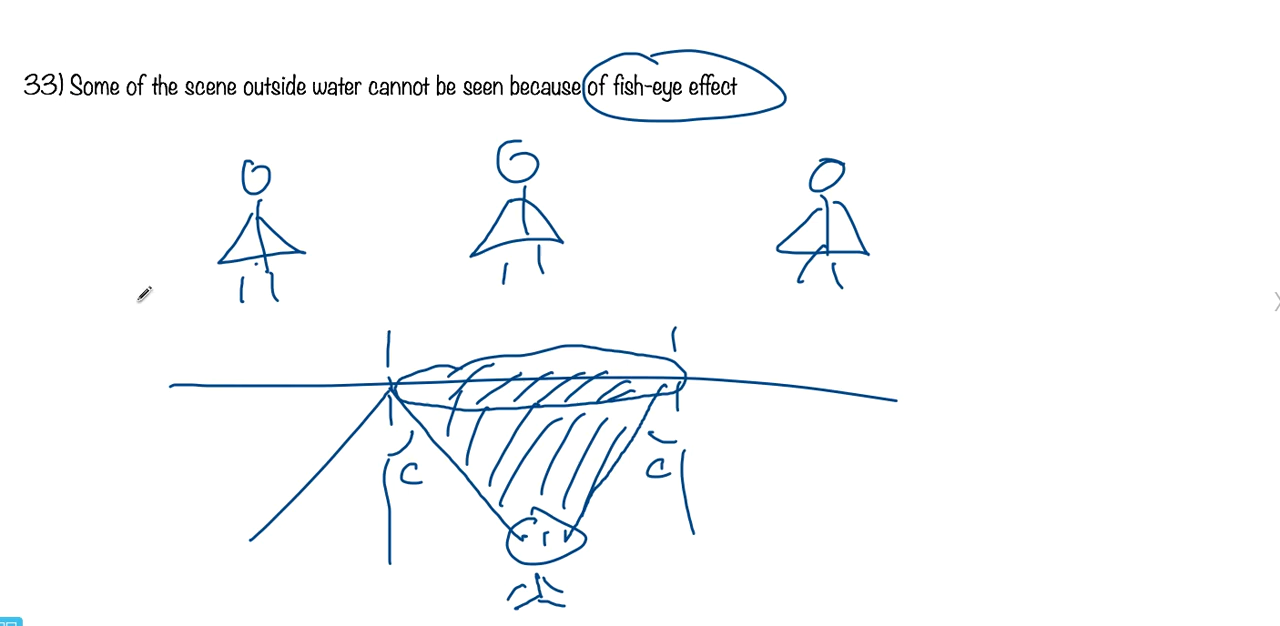 33) Some of the scene outside water cannot be seen because of fish-eye effect
C
C